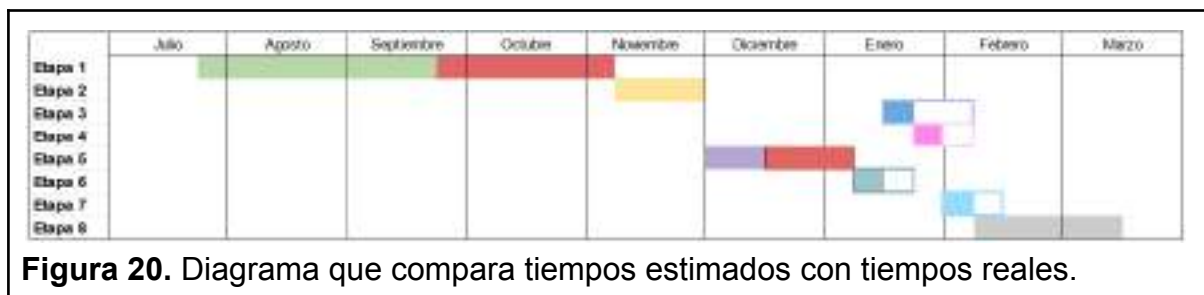 Julio Agosto Septiembre Octubre Noviembre Diciembre Enero Febrero Marzo
Etapa 1
Etapa 2
Etapa 3
Etapa 4
Etapa 5
Etapa 6
Etapa 7
Etapa 8
Figura 20. Diagrama que compara tiempos estimados con tiempos reales.